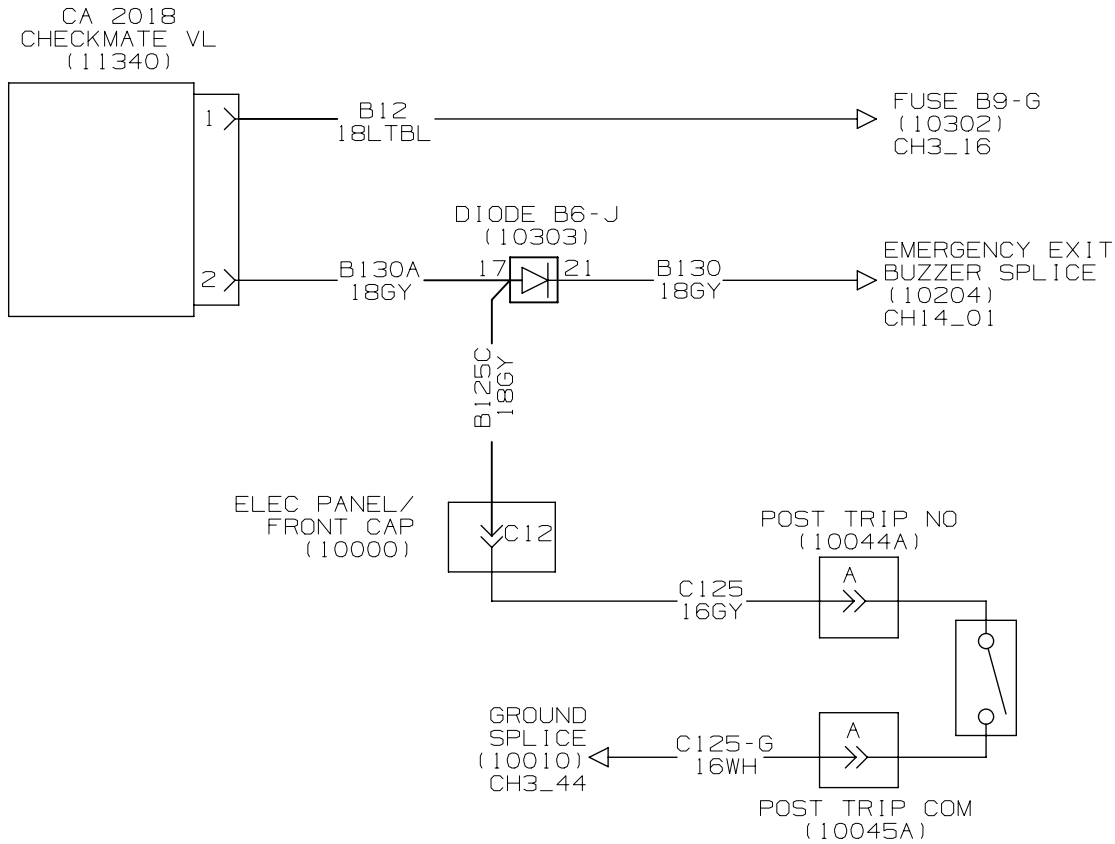 CA 2018
CHECKMATE VL
(11340)
1
B12
18LTBL
FUSE B9-G
(10302)
CH3_16
DIODE B6-J
(10303)
2
B130A
18GY
17
21
B130
18GY
EMERGENCY EXIT
BUZZER SPLICE
(10204)
CH14_01
B125C
18GY
ELEC PANEL/
FRONT CAP
(10000)
C12
POST TRIP NO
(10044A)
A
C125
16GY
GROUND
SPLICE
(10010)
CH3_44
C125-G
16WH
A
POST TRIP COM
(10045A)